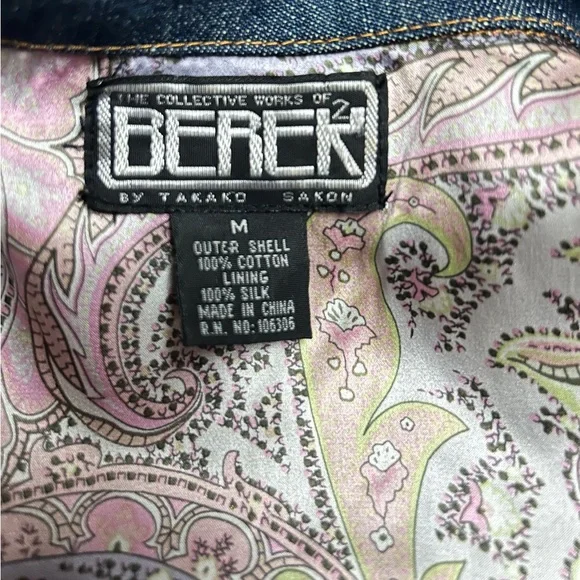 THE COLLECTIVE WORKS OF
BEREK 2
BY TAKAKO SAKON
M
OUTER SHELL
100% COTTON
LINING
100% SILK
MADE IN CHINA
R.N. NO: 106306